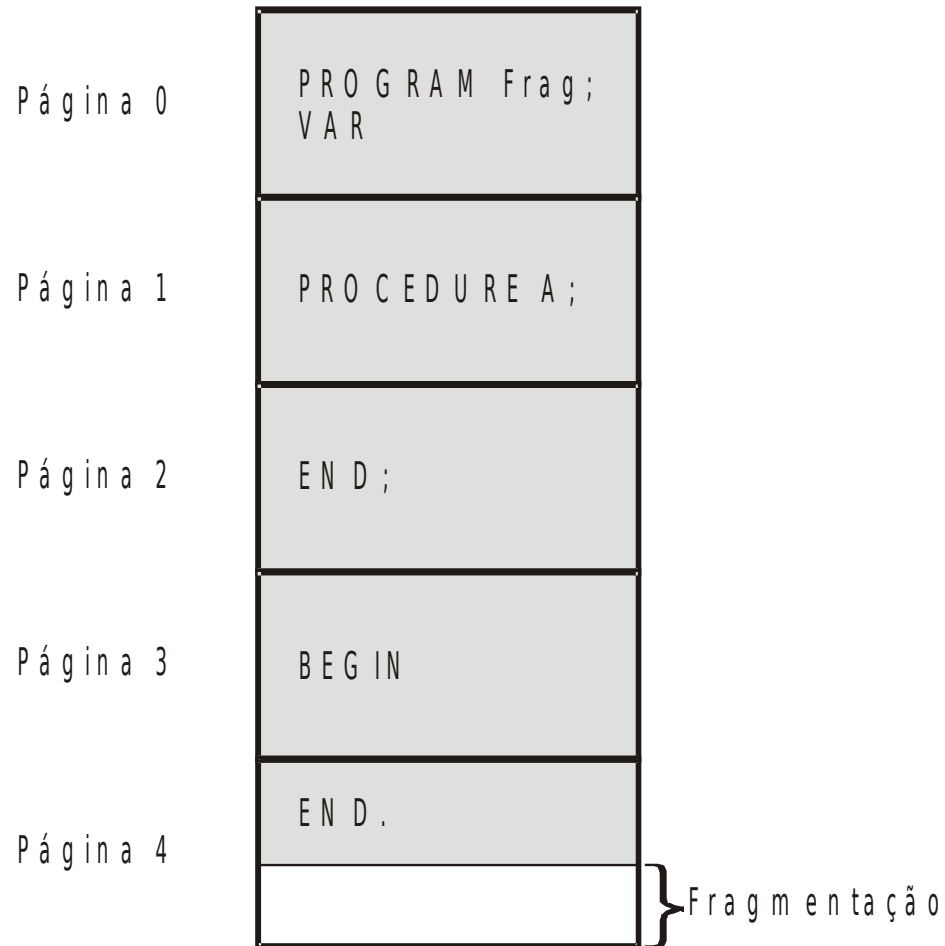 Página 0
PROGRAM Frag;
VAR
Página 1
PROCEDURE A;
Página 2
END;
Página 3
BEGIN
END.
Página 4
Fragmentação